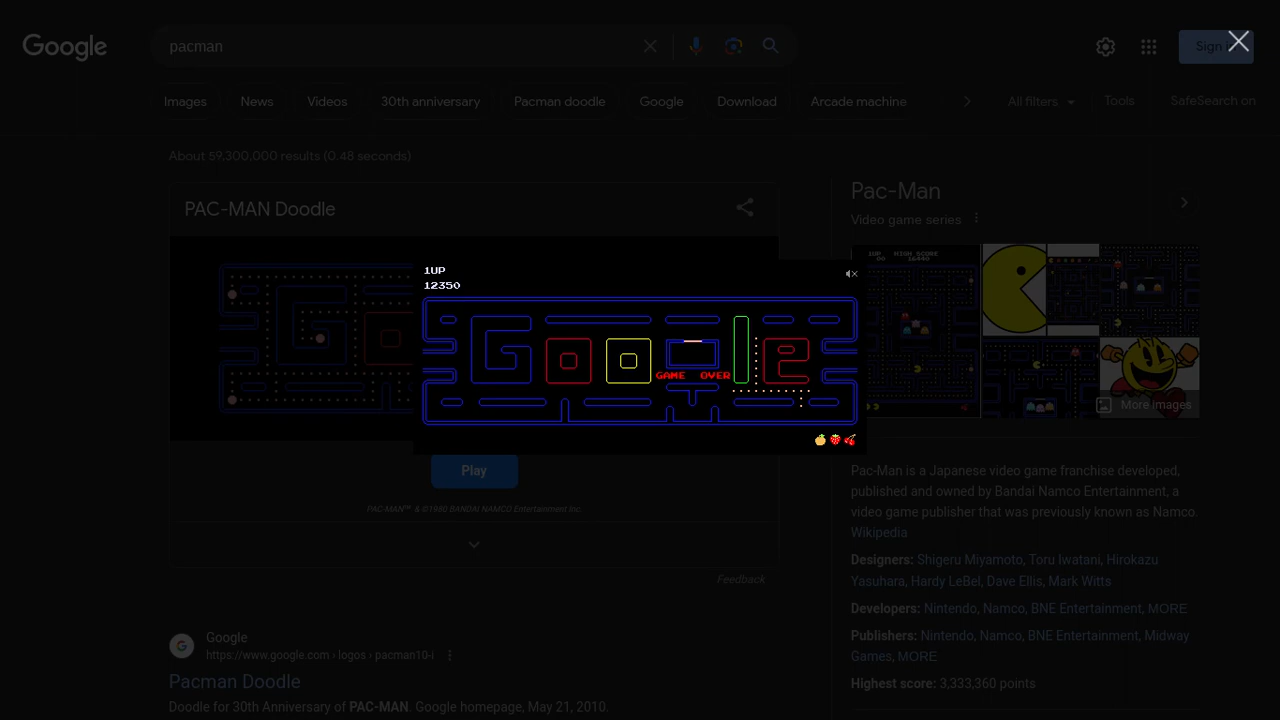 Google
pacman
Sign
Images
News
Videos
30th anniversary
Pacman doodle
Google
Download
Arcade machine
All filters
Tools
SafeSearch on
About 59,300,000 results (0.48 seconds)
PAC-MAN Doodle
Pac-Man
Video game series
1UP
12350
GAME OVER
More images
Play
PAC-MAN™ & ©1980 BANDAI NAMCO Entertainment Inc.
Feedback
Pac-Man is a Japanese video game franchise developed,
published and owned by Bandai Namco Entertainment, a
video game publisher that was previously known as Namco.
Wikipedia
Designers: Shigeru Miyamoto, Toru Iwatani, Hirokazu
Yasuhara, Hardy LeBel, Dave Ellis, Mark Witts
Developers: Nintendo, Namco, BNE Entertainment, MORE
Publishers: Nintendo, Namco, BNE Entertainment, Midway
Games, MORE
Highest score: 3,333,360 points
Google
https://www.google.com › logos › pacman10-i
Pacman Doodle
Doodle for 30th Anniversary of PAC-MAN. Google homepage, May 21, 2010.